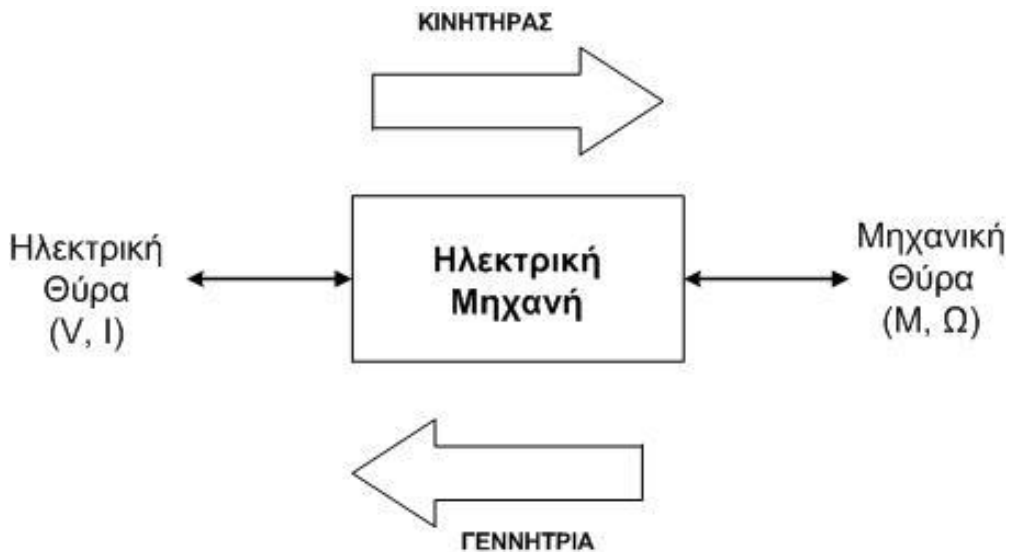 ΚΙΝΗΤΗΡΑΣ
Ηλεκτρική
Θύρα
(V, I)
Ηλεκτρική
Μηχανή
Μηχανική
Θύρα
(Μ, Ω)
ΓΕΝΝΗΤΡΙΑ